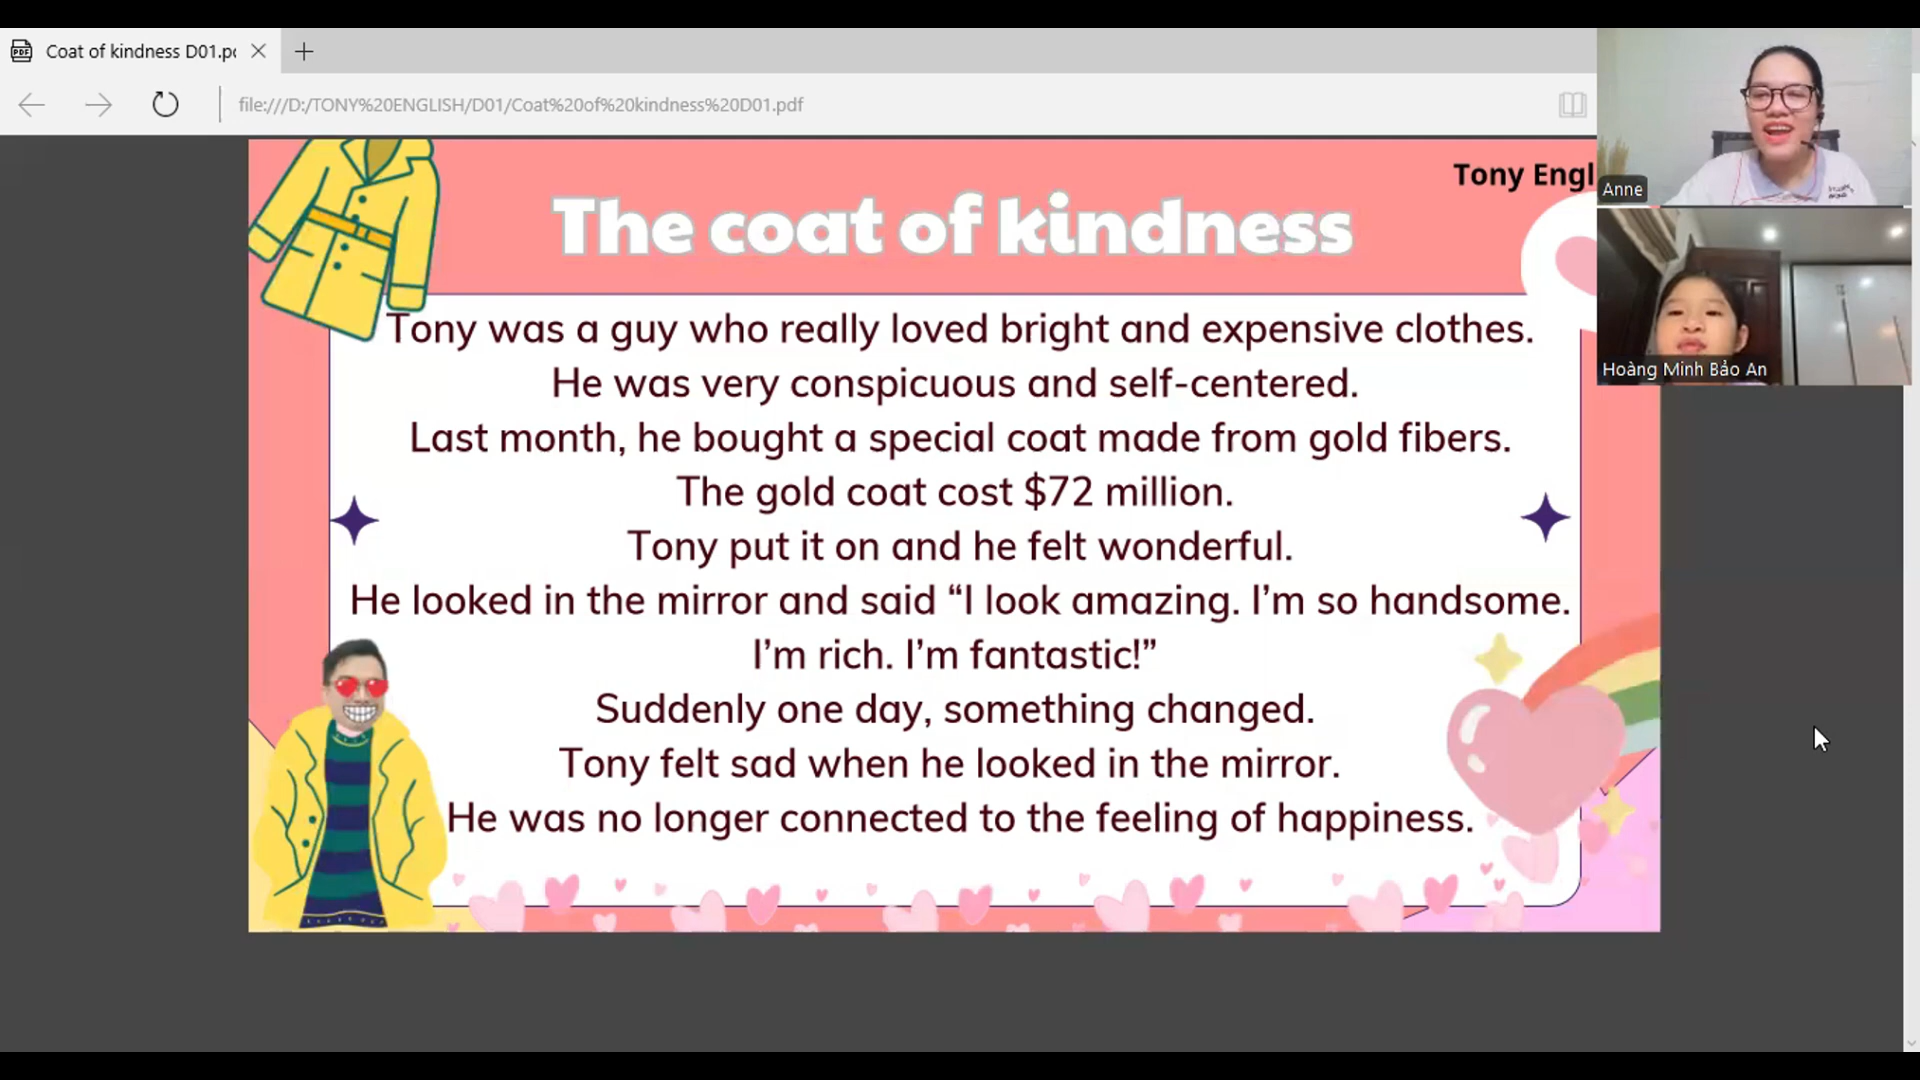 Coat of kindness D01.pd
file:///D:/TONY%20ENGLISH/D01/Coat%20of%20kindness%20D01.pdf
Tony Engl
Anne
The coat of kindness
Hoàng Minh Bảo An
Tony was a guy who really loved bright and expensive clothes.
He was very conspicuous and self-centered.
Last month, he bought a special coat made from gold fibers.
The gold coat cost $72 million.
Tony put it on and he felt wonderful.
He looked in the mirror and said “I look amazing. I’m so handsome.
I’m rich. I’m fantastic!”
Suddenly one day, something changed.
Tony felt sad when he looked in the mirror.
He was no longer connected to the feeling of happiness.